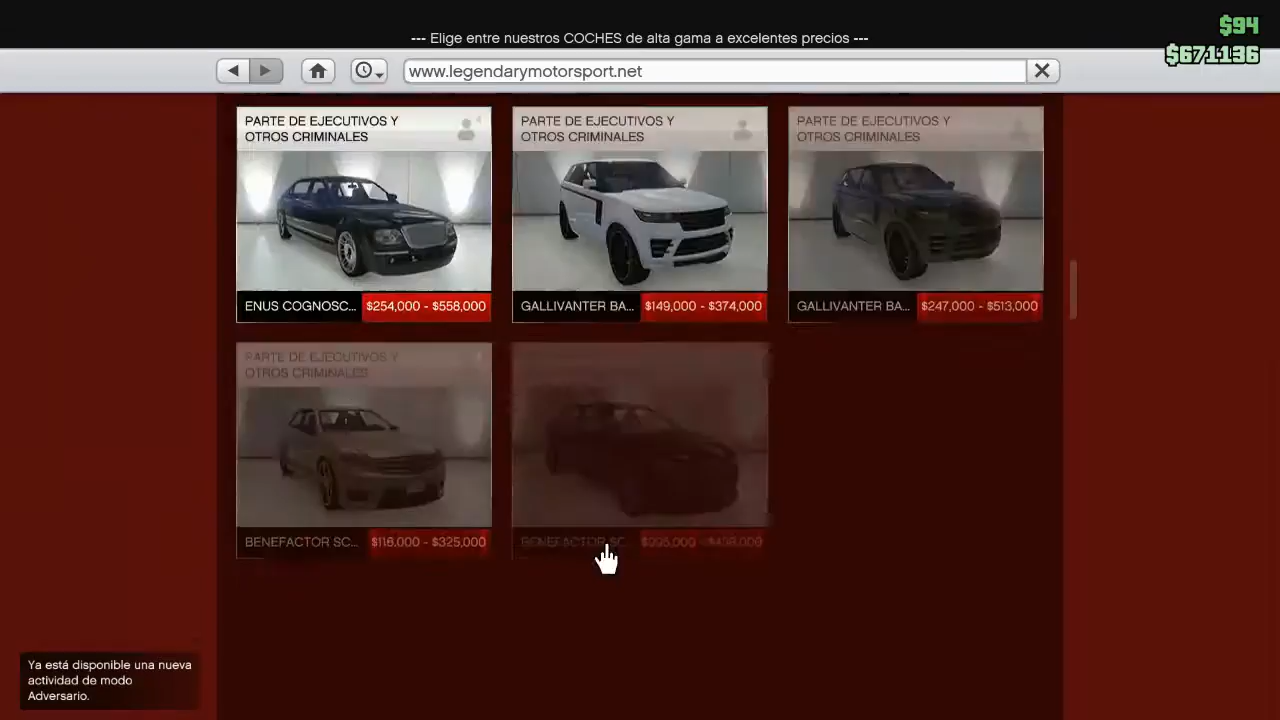 $94
--- Elige entre nuestros COCHES de alta gama a excelentes precios ---
$671136
www.legendarymotorsport.net
PARTE DE EJECUTIVOS Y
OTROS CRIMINALES
ENUS COGNOSC... $254,000 - $558,000
PARTE DE EJECUTIVOS Y
OTROS CRIMINALES
GALLIVANTER BA... $149,000 - $374,000
PARTE DE EJECUTIVOS Y
OTROS CRIMINALES
GALLIVANTER BA... $247,000 - $513,000
PARTE DE EJECUTIVOS Y
OTROS CRIMINALES
BENEFACTOR SC... $116,000 - $325,000
BENEFACTOR SC...
Ya está disponible una nueva
actividad de modo
Adversario.